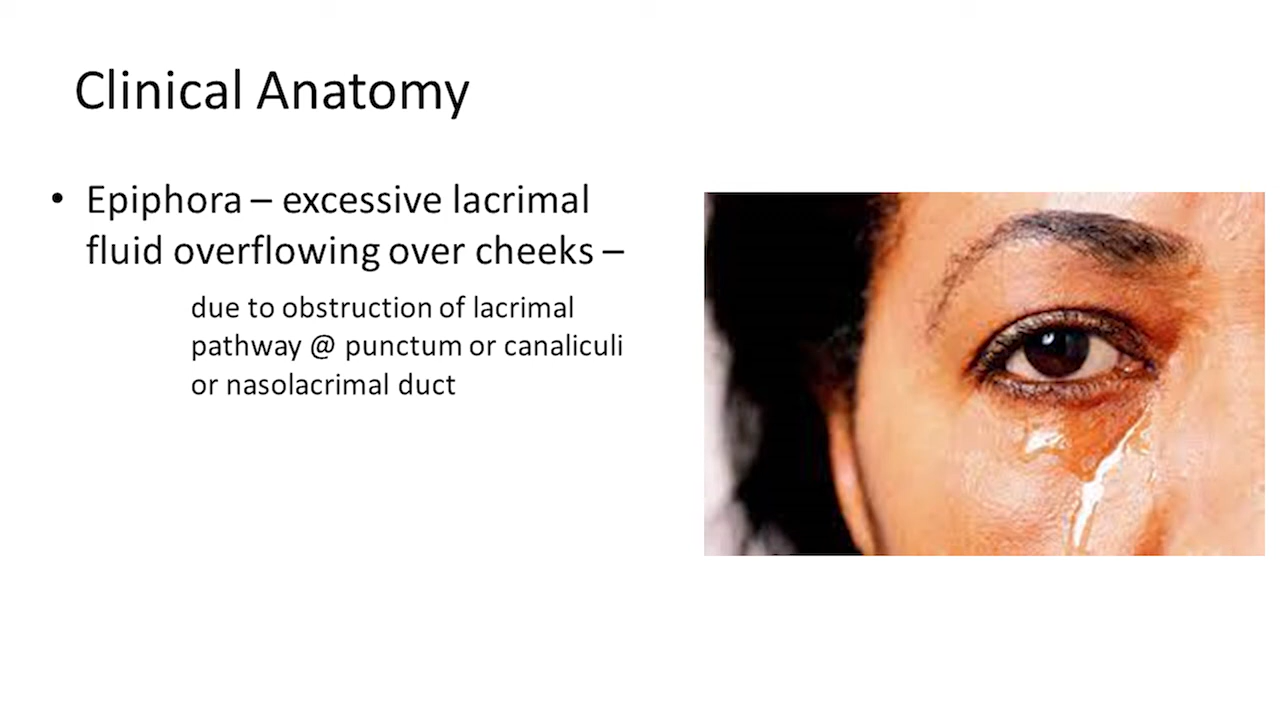 Clinical Anatomy
• Epiphora – excessive lacrimal
fluid overflowing over cheeks –
due to obstruction of lacrimal
pathway @ punctum or canaliculi
or nasolacrimal duct